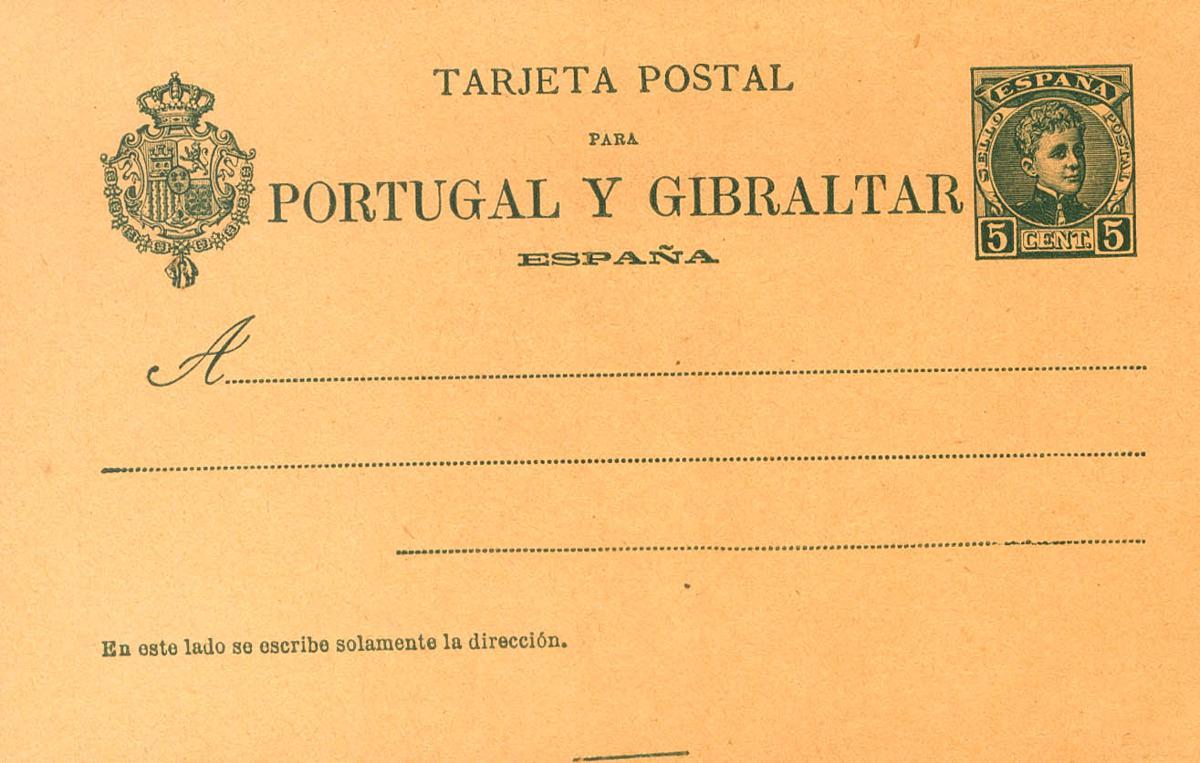 TARJETA POSTAL
PARA
PORTUGAL Y GIBRALTAR
ESPAÑA
ESPAÑA
SELLO POSTAL
5 CENT. 5
A
En este lado se escribe solamente la dirección.